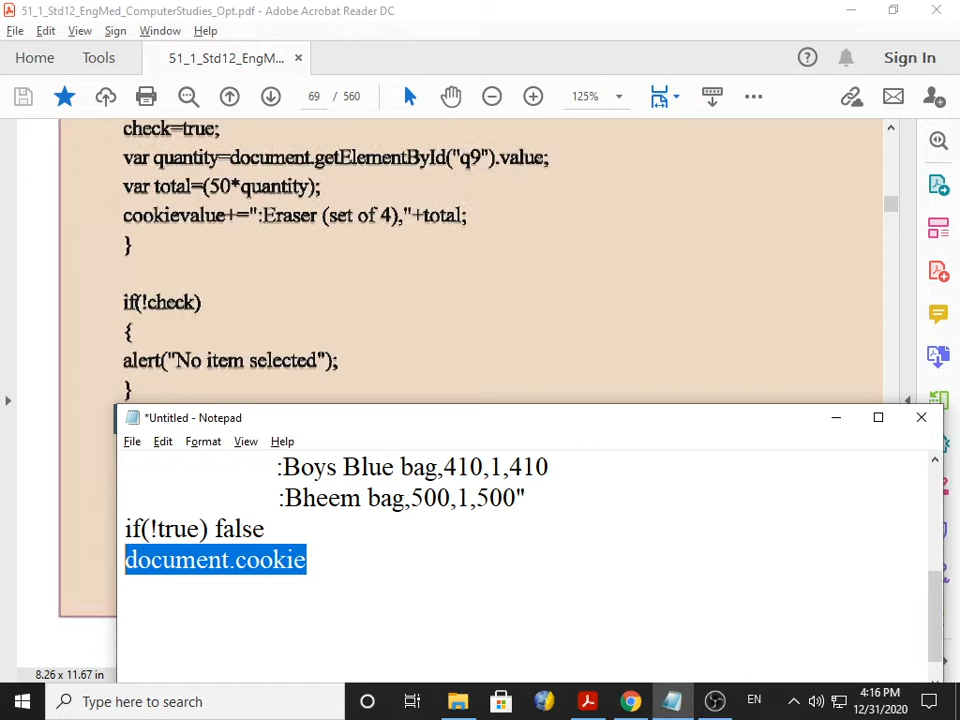 51_1_Std12_EngMed_ComputerStudies_Opt.pdf - Adobe Acrobat Reader DC
File Edit View Sign Window Help
Home Tools 51_1_Std12_EngM... × Sign In
69 / 560 125%
check=true;
var quantity=document.getElementById("q9").value;
var total=(50*quantity);
cookievalue+=":Eraser (set of 4),"+total;
}
if(!check)
{
alert("No item selected");
}
*Untitled - Notepad
File Edit Format View Help
:Boys Blue bag,410,1,410
:Bheem bag,500,1,500"
if(!true) false
document.cookie
8.26 x 11.67 in
Type here to search
EN
4:16 PM
12/31/2020